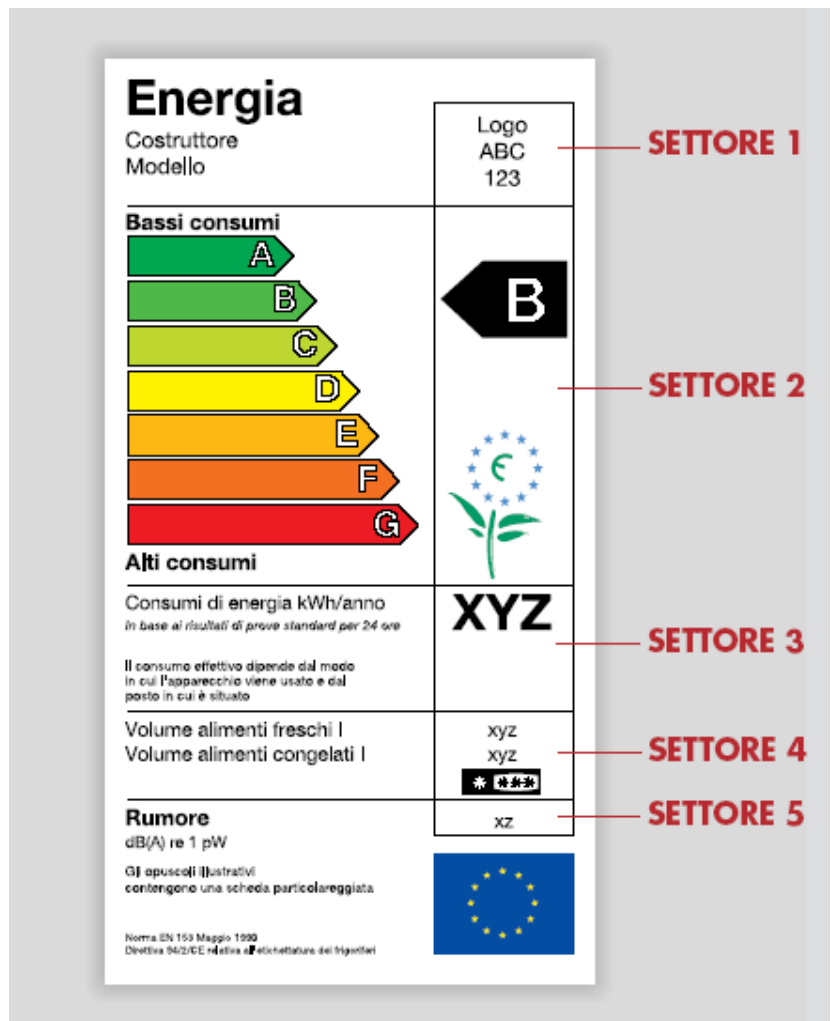 Energia
Costruttore
Modello
Logo
ABC
123
SETTORE 1
Bassi consumi
A
B
C
D
E
F
G
Alti consumi
B
SETTORE 2
Consumi di energia kWh/anno
In base ai risultati di prove standard per 24 ore
Il consumo effettivo dipende dal modo
in cui l'apparecchio viene usato e dal
posto in cui è situato
XYZ
SETTORE 3
Volume alimenti freschi l
Volume alimenti congelati l
xyz
xyz
* ***
SETTORE 4
Rumore
dB(A) re 1 pW
xz
SETTORE 5
Gli opuscoli illustrativi
contengono una scheda particolareggiata
Norma EN 153 Maggio 1990
Direttiva 94/2/CE relativa all'etichettatura dei frigoriferi